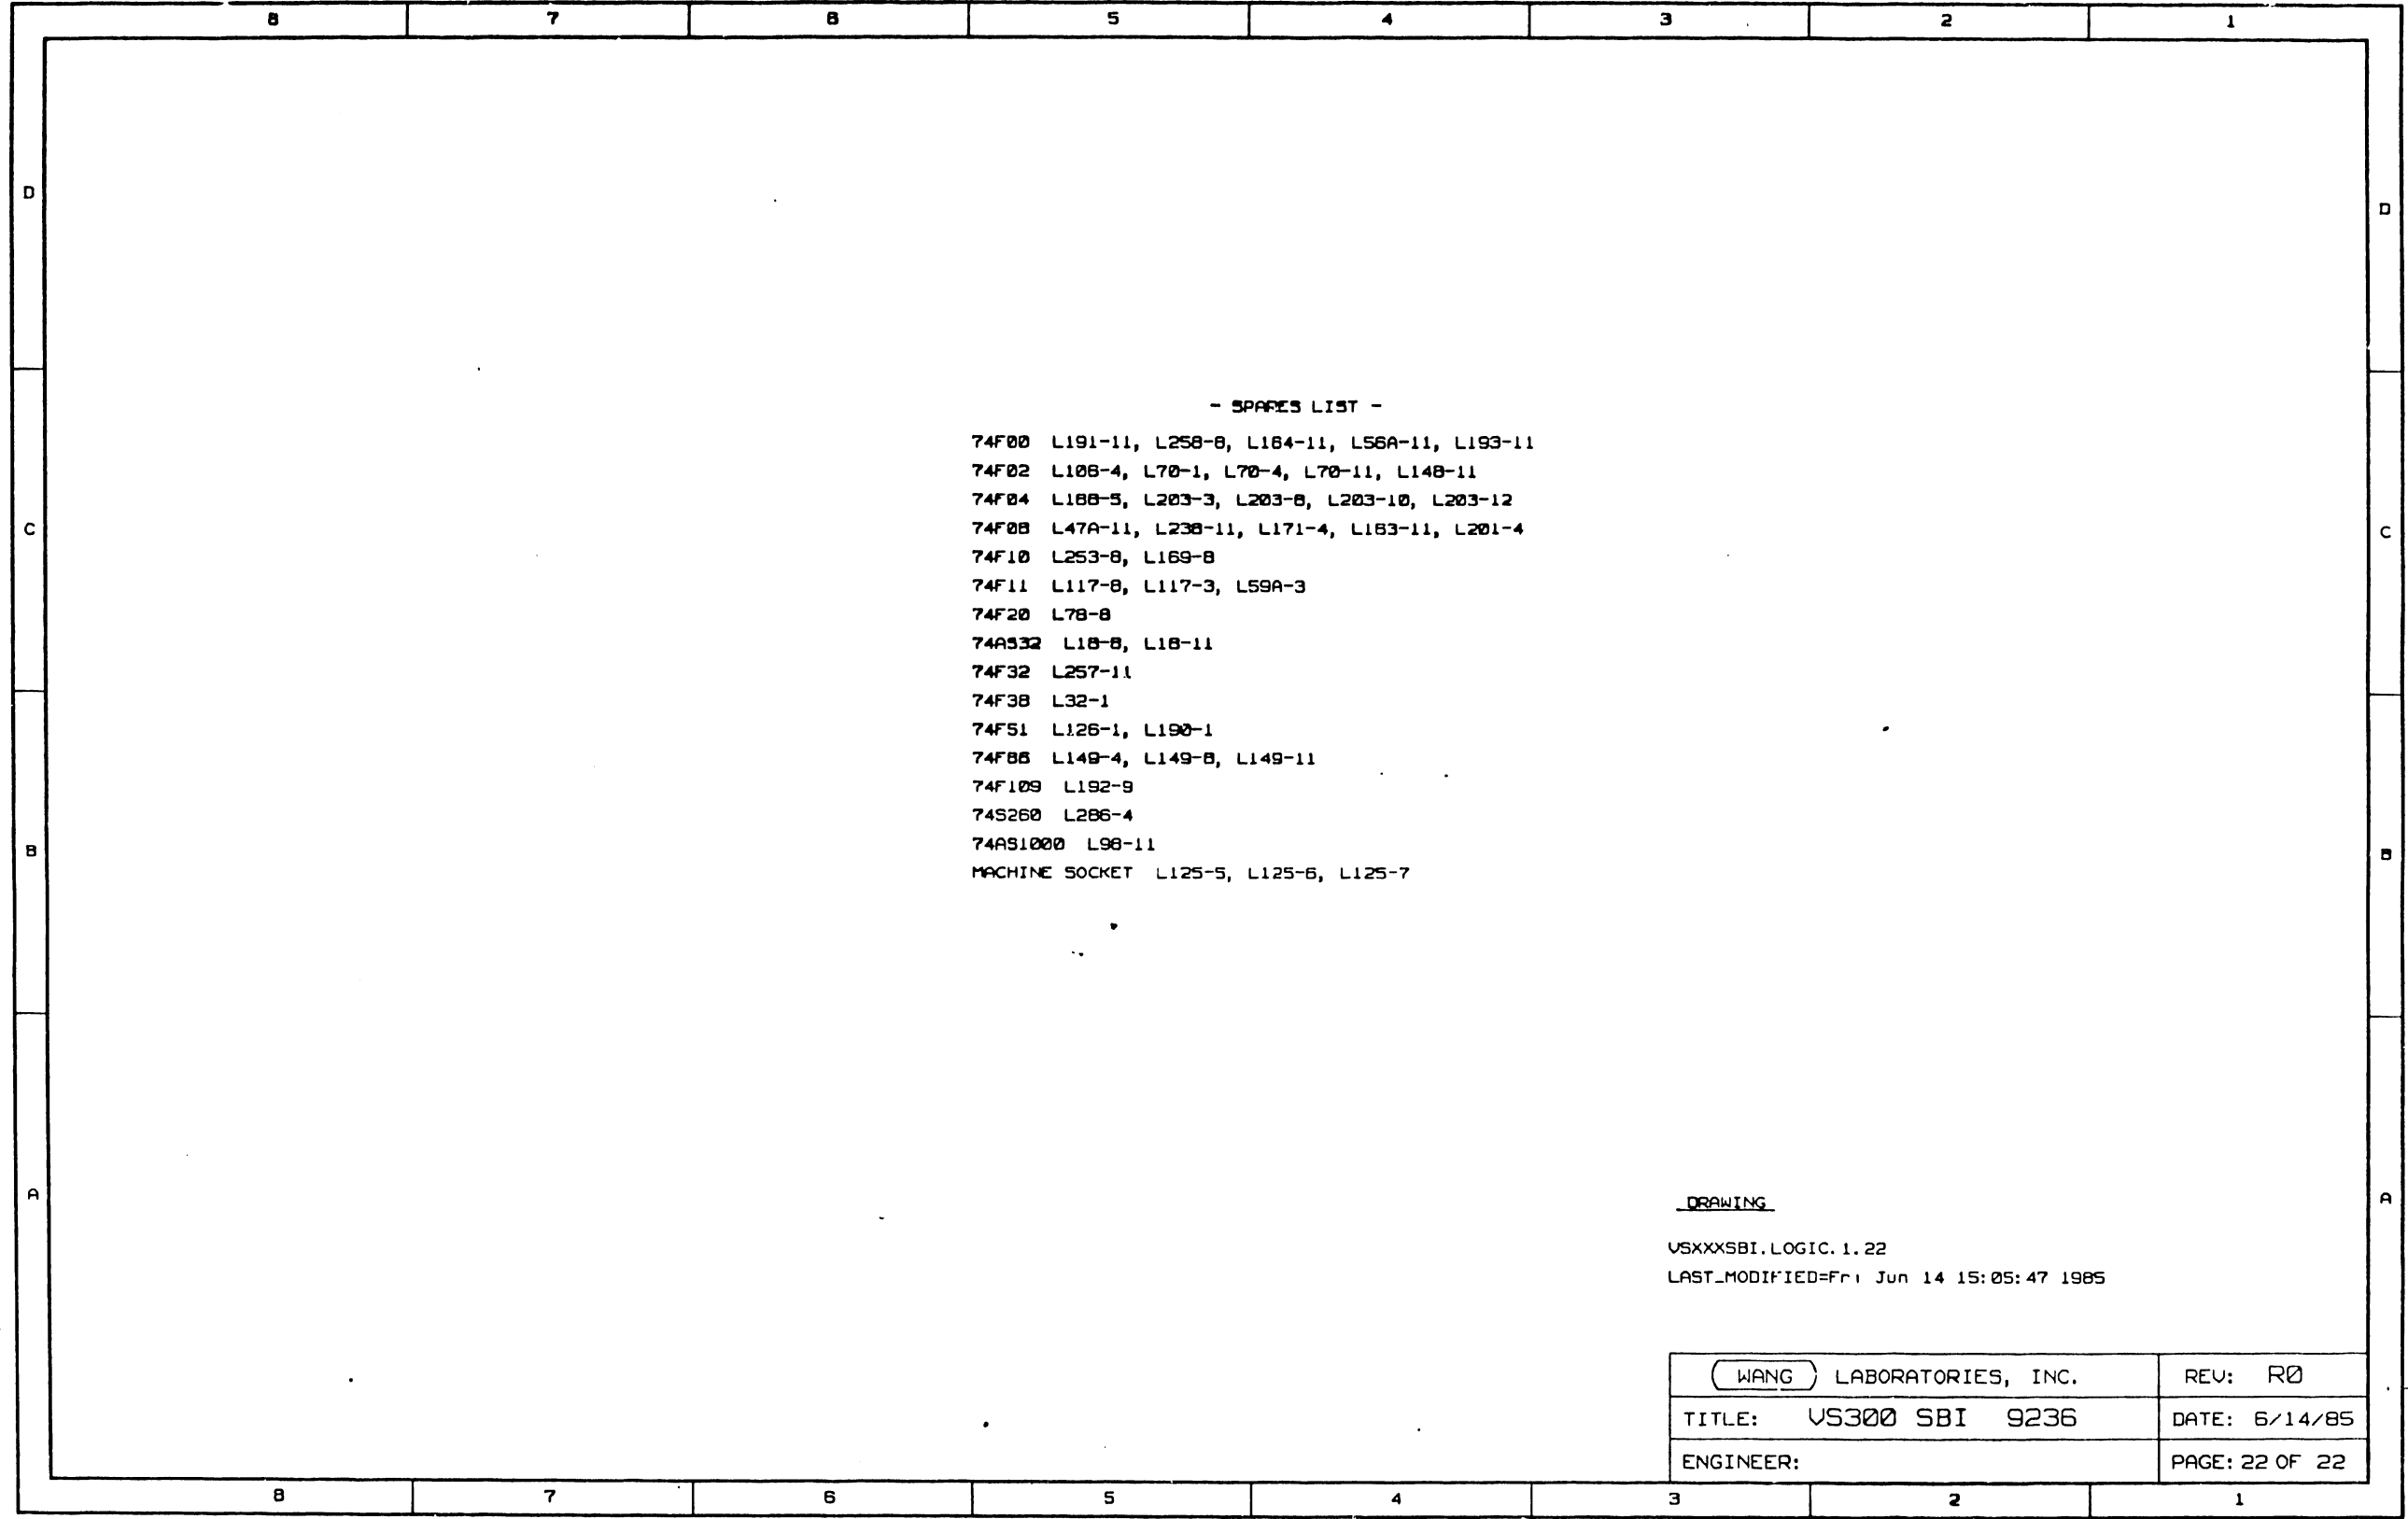 8 7 6 5 4 3 2 1
D D
- SPARES LIST -
74F00 L191-11, L258-8, L164-11, L56A-11, L193-11
74F02 L106-4, L70-1, L70-4, L70-11, L148-11
74F04 L188-5, L203-3, L203-8, L203-10, L203-12
74F08 L47A-11, L238-11, L171-4, L163-11, L201-4
C C
74F10 L253-8, L169-8
74F11 L117-8, L117-3, L59A-3
74F20 L78-8
74AS32 L18-8, L18-11
74F32 L257-11
74F38 L32-1
74F51 L126-1, L190-1
74F86 L149-4, L149-8, L149-11
74F109 L192-9
74S260 L286-4
74AS1000 L98-11
B B
MACHINE SOCKET L125-5, L125-6, L125-7
A A
DRAWING
VSXXXSBI.LOGIC.1.22
LAST_MODIFIED=Fri Jun 14 15:05:47 1985
WANG LABORATORIES, INC. REV: R0
TITLE: VS300 SBI 9236 DATE: 6/14/85
ENGINEER: PAGE: 22 OF 22
8 7 6 5 4 3 2 1